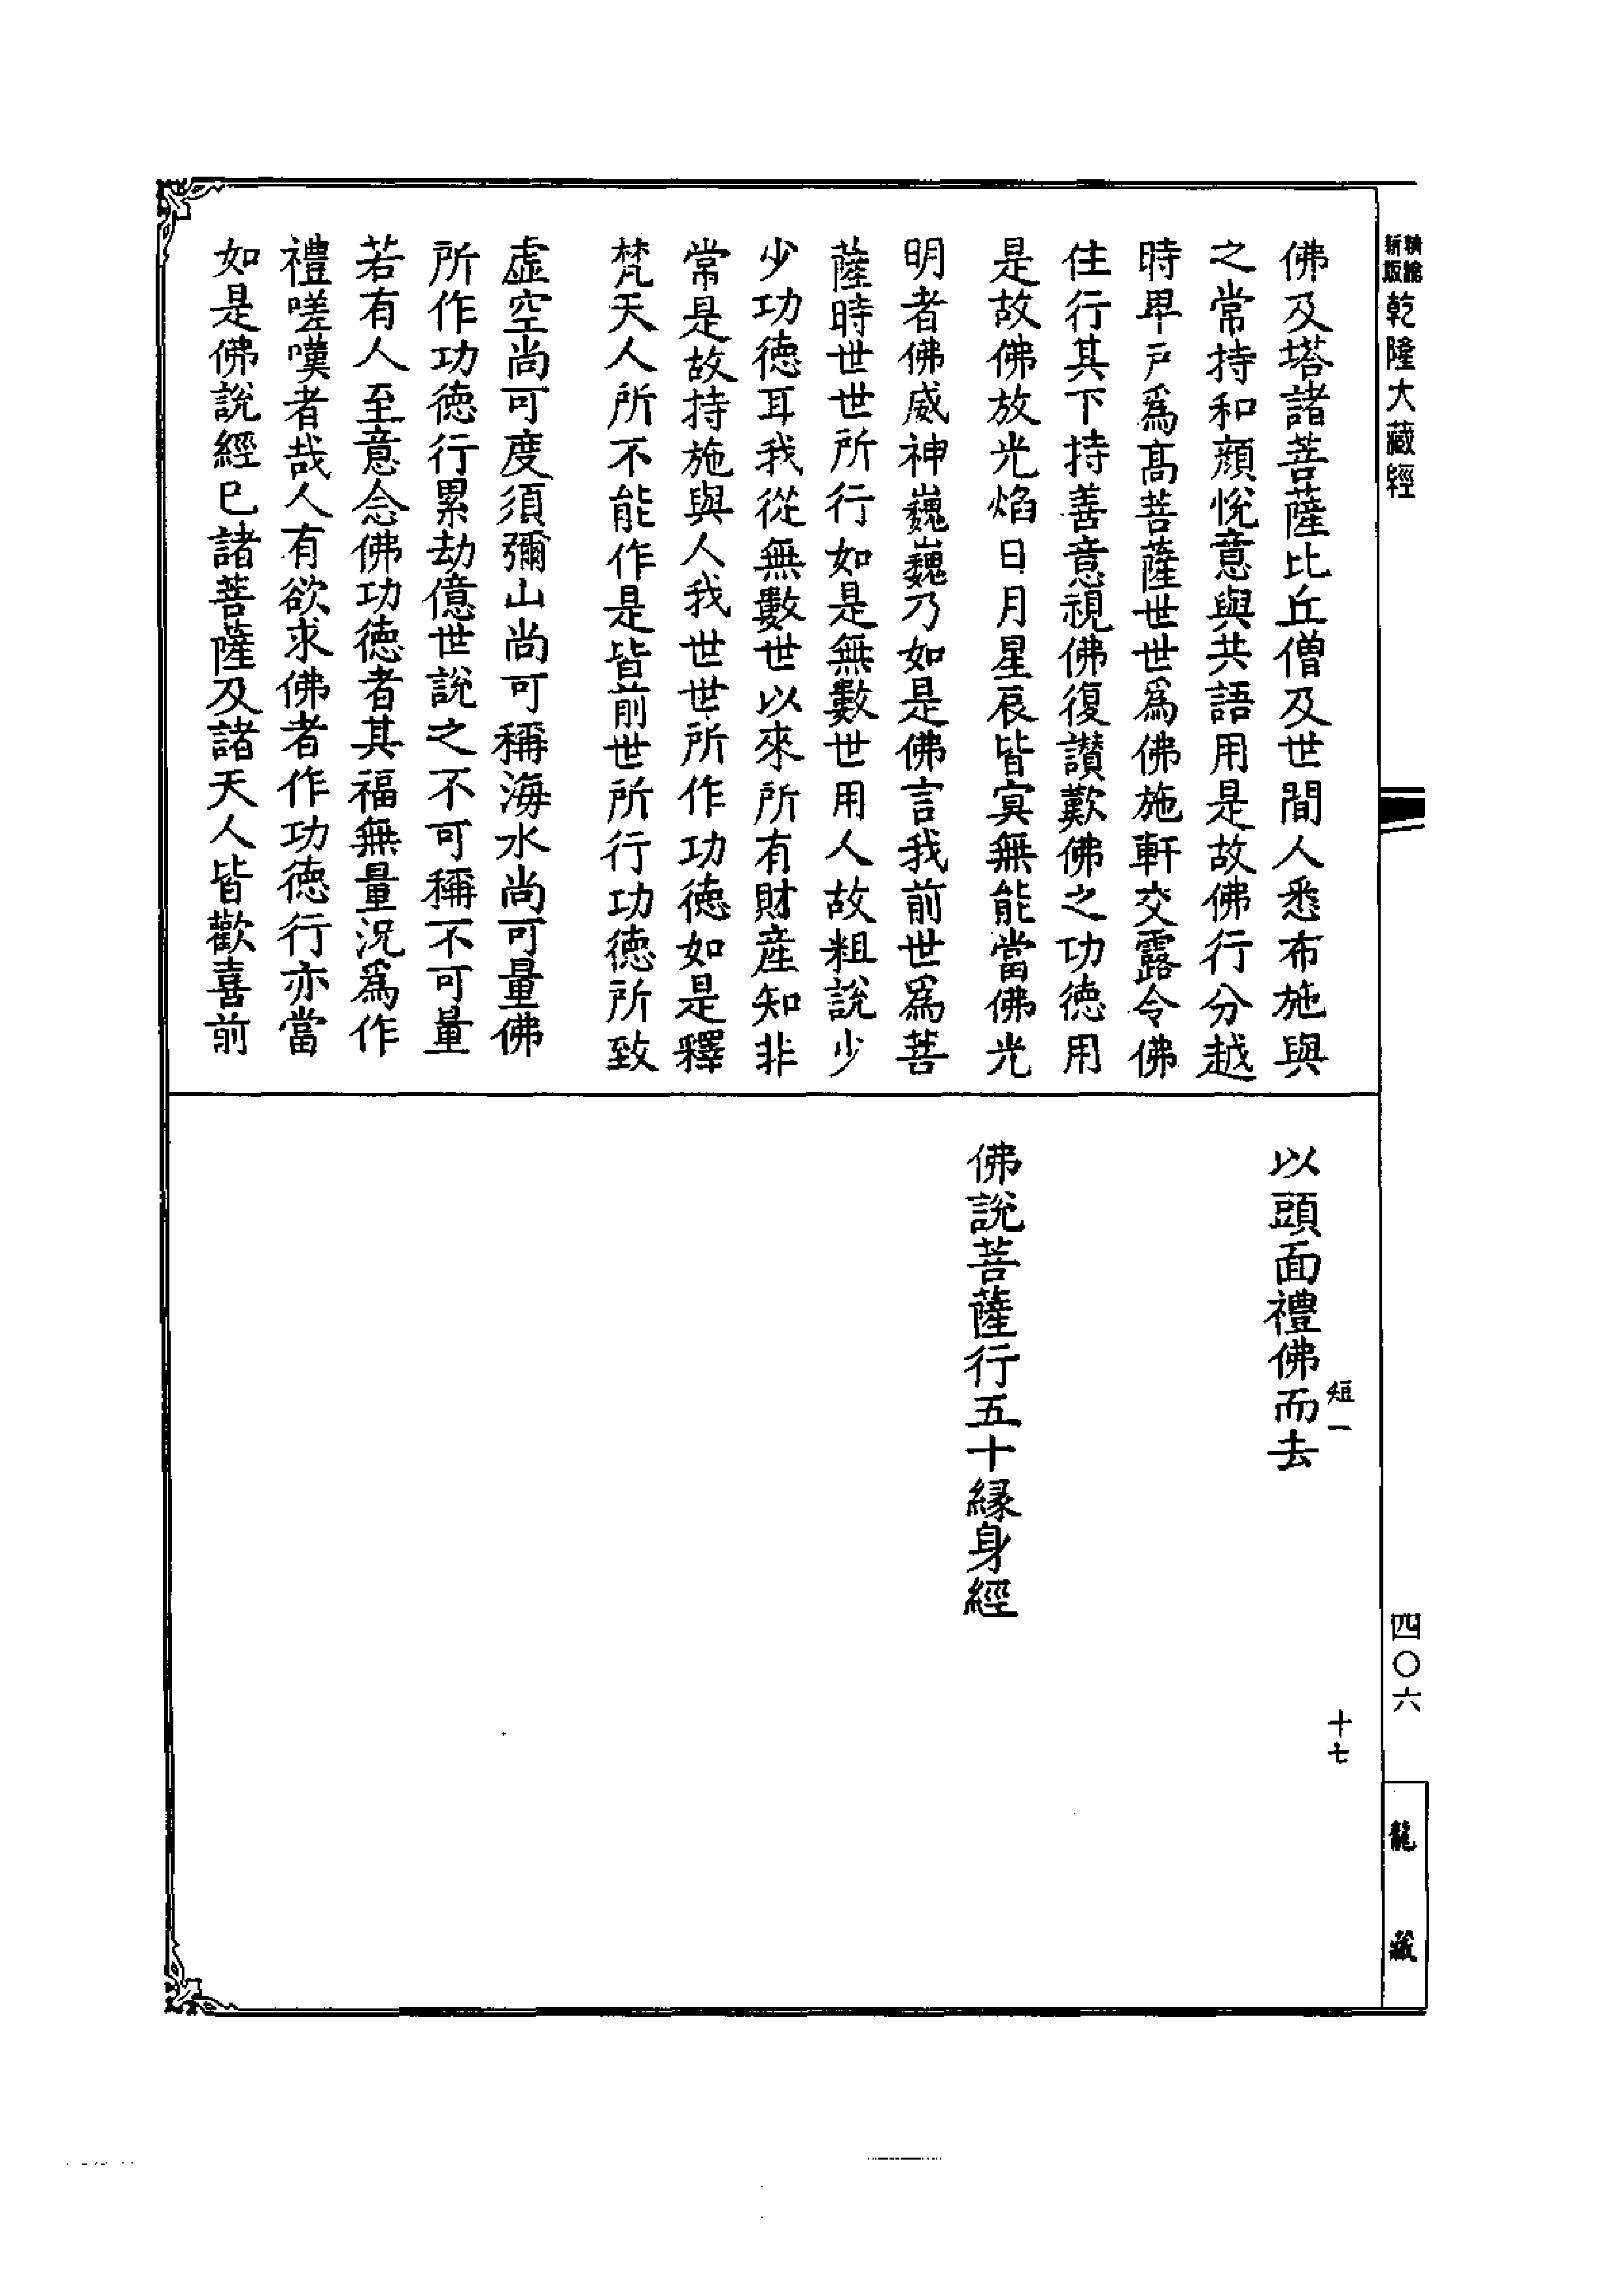 精縮新版乾隆大藏經
佛及塔諸菩薩比丘僧及世間人悉布施與
之常持和顏悅意與共語用是故佛行分越
時卑戶爲高菩薩世世爲佛施軒交露令佛
住行其下持善意視佛復讃歎佛之功德用
是故佛放光焰日月星辰皆㝠無能當佛光
明者佛威神巍巍乃如是佛言我前世爲菩
薩時世世所行如是無數世用人故粗說少
少功德耳我從無數世以來所有財産知非
常是故持施與人我世世所作功德如是釋
梵天人所不能作是皆前世所行功德所致
虛空尚可度須彌山尚可稱海水尚可量佛
所作功德行累劫億世說之不可稱不可量
若有人至意念佛功德者其福無量況爲作
禮嗟嘆者哉人有欲求佛者作功德行亦當
如是佛說經已諸菩薩及諸天人皆歡喜前
短一
十七
以頭面禮佛而去
佛說菩薩行五十緣身經
四〇六
龍藏